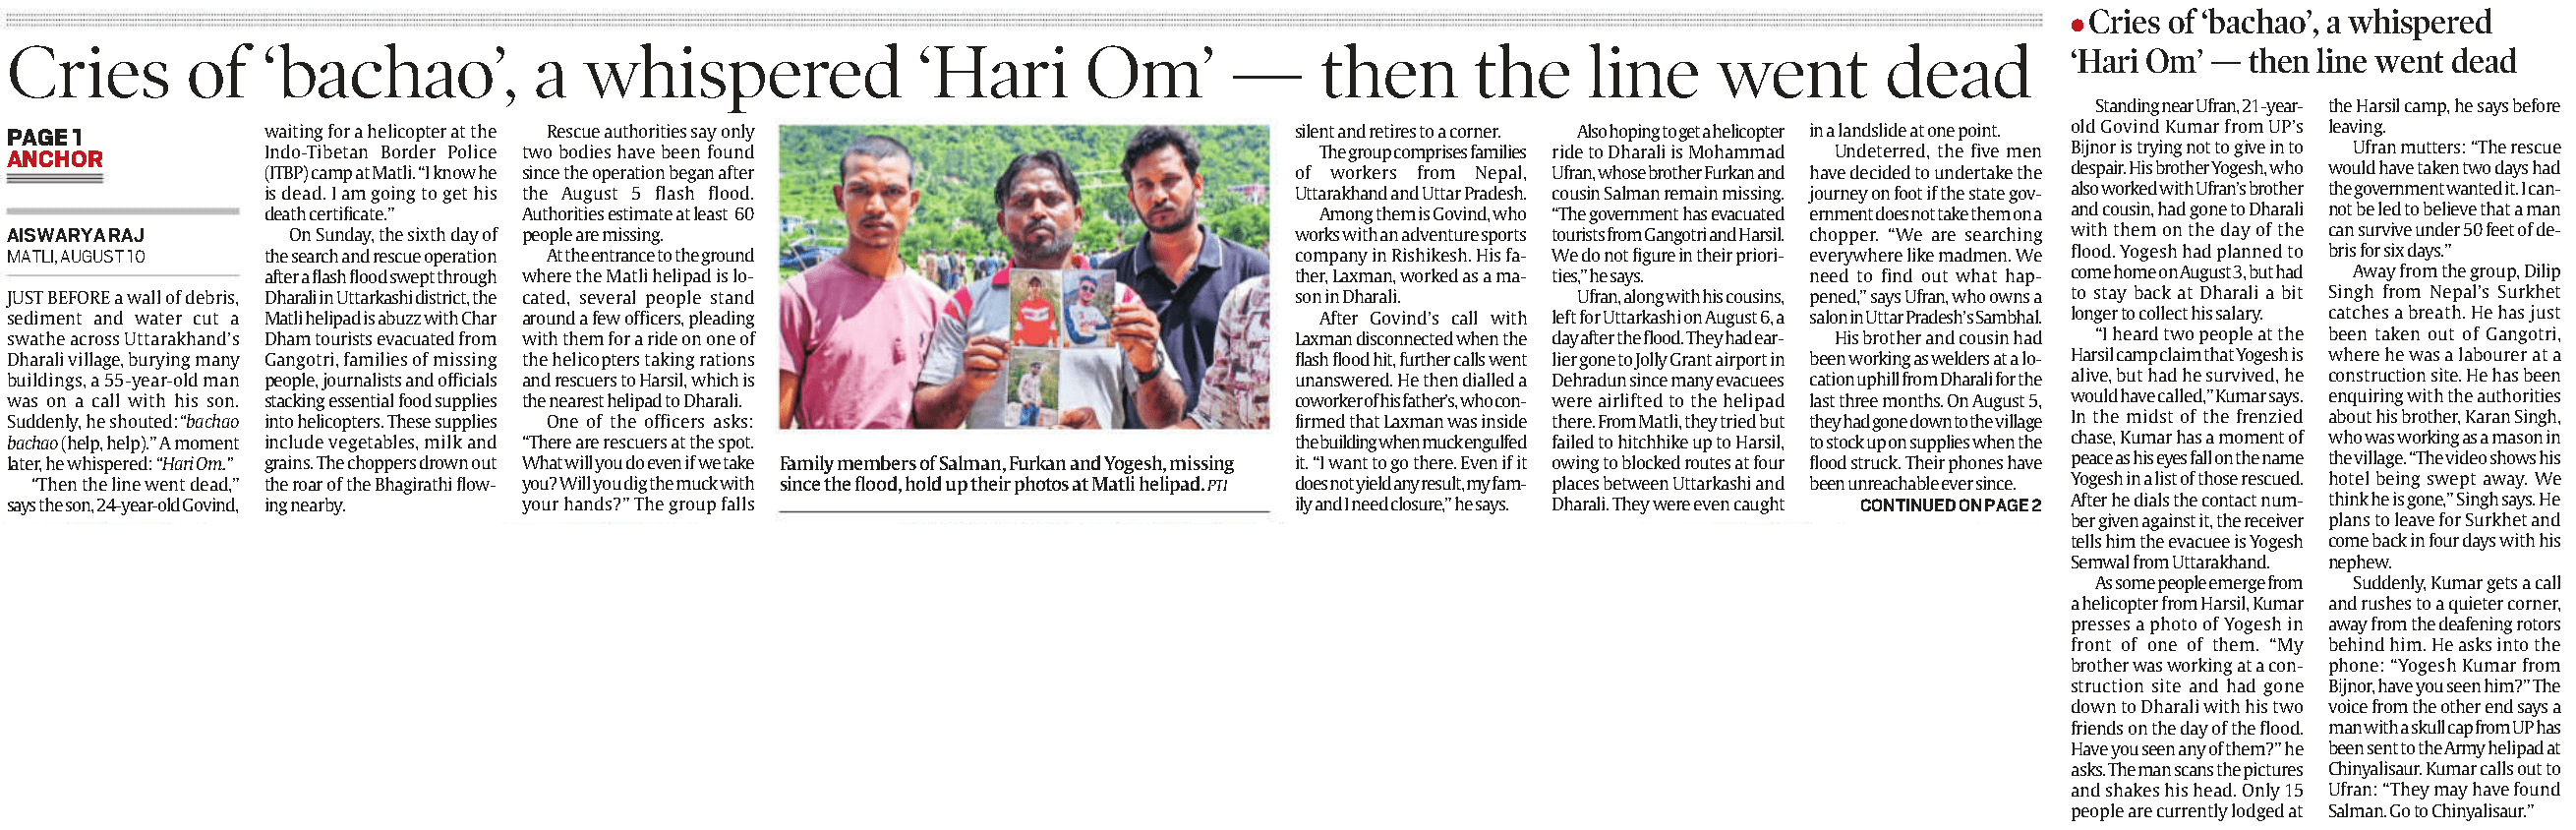 Cries of ‘bachao’, a whispered ‘Hari Om’ — then the line went dead
PAGE 1
ANCHOR
AISWARYA RAJ
MATLI, AUGUST 10
JUST BEFORE a wall of debris,
sediment and water cut a
swathe across Uttarakhand’s
Dharali village, burying many
buildings, a 55-year-old man
was on a call with his son.
Suddenly, he shouted: “bachao
bachao (help, help).” A moment
later, he whispered: “Hari Om.”
“Then the line went dead,”
says the son, 24-year-old Govind,
waiting for a helicopter at the
Indo-Tibetan Border Police
(ITBP) camp at Matli. “I know he
is dead. I am going to get his
death certificate.”
On Sunday, the sixth day of
the search and rescue operation
after a flash flood swept through
Dharali in Uttarkashi district, the
Matli helipad is abuzz with Char
Dham tourists evacuated from
Gangotri, families of missing
people, journalists and officials
stacking essential food supplies
into helicopters. These supplies
include vegetables, milk and
grains. The choppers drown out
the roar of the Bhagirathi flow-
ing nearby.
Rescue authorities say only
two bodies have been found
since the operation began after
the August 5 flash flood.
Authorities estimate at least 60
people are missing.
At the entrance to the ground
where the Matli helipad is lo-
cated, several people stand
around a few officers, pleading
with them for a ride on one of
the helicopters taking rations
and rescuers to Harsil, which is
the nearest helipad to Dharali.
One of the officers asks:
“There are rescuers at the spot.
What will you do even if we take
you? Will you dig the muck with
your hands?” The group falls
Family members of Salman, Furkan and Yogesh, missing
since the flood, hold up their photos at Matli helipad. PTI
silent and retires to a corner.
The group comprises families
of workers from Nepal,
Uttarakhand and Uttar Pradesh.
Among them is Govind, who
works with an adventure sports
company in Rishikesh. His fa-
ther, Laxman, worked as a ma-
son in Dharali.
After Govind’s call with
Laxman disconnected when the
flash flood hit, further calls went
unanswered. He then dialled a
coworker of his father’s, who con-
firmed that Laxman was inside
the building when muck engulfed
it. “I want to go there. Even if it
does not yield any result, my fam-
ily and I need closure,” he says.
Also hoping to get a helicopter
ride to Dharali is Mohammad
Ufran, whose brother Furkan and
cousin Salman remain missing.
“The government has evacuated
tourists from Gangotri and Harsil.
We do not figure in their priori-
ties,” he says.
Ufran, along with his cousins,
left for Uttarkashi on August 6, a
day after the flood. They had ear-
lier gone to Jolly Grant airport in
Dehradun since many evacuees
were airlifted to the helipad
there. From Matli, they tried but
failed to hitchhike up to Harsil,
owing to blocked routes at four
places between Uttarkashi and
Dharali. They were even caught
in a landslide at one point.
Undeterred, the five men
have decided to undertake the
journey on foot if the state gov-
ernment does not take them on a
chopper. “We are searching
everywhere like madmen. We
need to find out what hap-
pened,” says Ufran, who owns a
salon in Uttar Pradesh’s Sambhal.
His brother and cousin had
been working as welders at a lo-
cation uphill from Dharali for the
last three months. On August 5,
they had gone down to the village
to stock up on supplies when the
flood struck. Their phones have
been unreachable ever since.
CONTINUED ON PAGE 2
• Cries of ‘bachao’, a whispered
‘Hari Om’ — then line went dead
Standing near Ufran, 21-year-
old Govind Kumar from UP’s
Bijnor is trying not to give in to
despair. His brother Yogesh, who
also worked with Ufran’s brother
and cousin, had gone to Dharali
with them on the day of the
flood. Yogesh had planned to
come home on August 3, but had
to stay back at Dharali a bit
longer to collect his salary.
“I heard two people at the
Harsil camp claim that Yogesh is
alive, but had he survived, he
would have called,” Kumar says.
In the midst of the frenzied
chase, Kumar has a moment of
peace as his eyes fall on the name
Yogesh in a list of those rescued.
After he dials the contact num-
ber given against it, the receiver
tells him the evacuee is Yogesh
Semwal from Uttarakhand.
As some people emerge from
a helicopter from Harsil, Kumar
presses a photo of Yogesh in
front of one of them. “My
brother was working at a con-
struction site and had gone
down to Dharali with his two
friends on the day of the flood.
Have you seen any of them?” he
asks. The man scans the pictures
and shakes his head. Only 15
people are currently lodged at
the Harsil camp, he says before
leaving.
Ufran mutters: “The rescue
would have taken two days had
the government wanted it. I can-
not be led to believe that a man
can survive under 50 feet of de-
bris for six days.”
Away from the group, Dilip
Singh from Nepal’s Surkhet
catches a breath. He has just
been taken out of Gangotri,
where he was a labourer at a
construction site. He has been
enquiring with the authorities
about his brother, Karan Singh,
who was working as a mason in
the village. “The video shows his
hotel being swept away. We
think he is gone,” Singh says. He
plans to leave for Surkhet and
come back in four days with his
nephew.
Suddenly, Kumar gets a call
and rushes to a quieter corner,
away from the deafening rotors
behind him. He asks into the
phone: “Yogesh Kumar from
Bijnor, have you seen him?” The
voice from the other end says a
man with a skull cap from UP has
been sent to the Army helipad at
Chinyalisaur. Kumar calls out to
Ufran: “They may have found
Salman. Go to Chinyalisaur.”